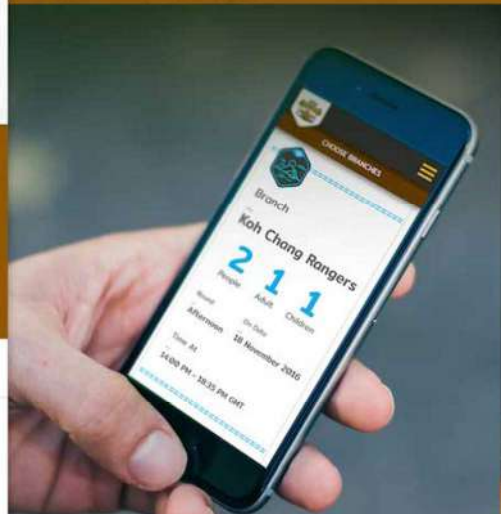 CHOOSE BRANCHES
Branch
Koh Chang Rangers
2 1 1
People Adult Children
Round On Date
Afternoon 18 November 2016
Time At
14:00 PM - 18:35 PM GMT